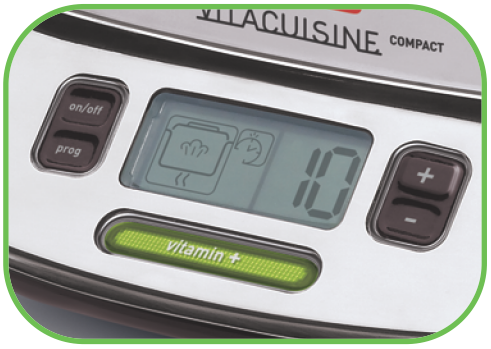 VITACUISINE COMPACT
on/off
prog
10
+
-
vitamin +